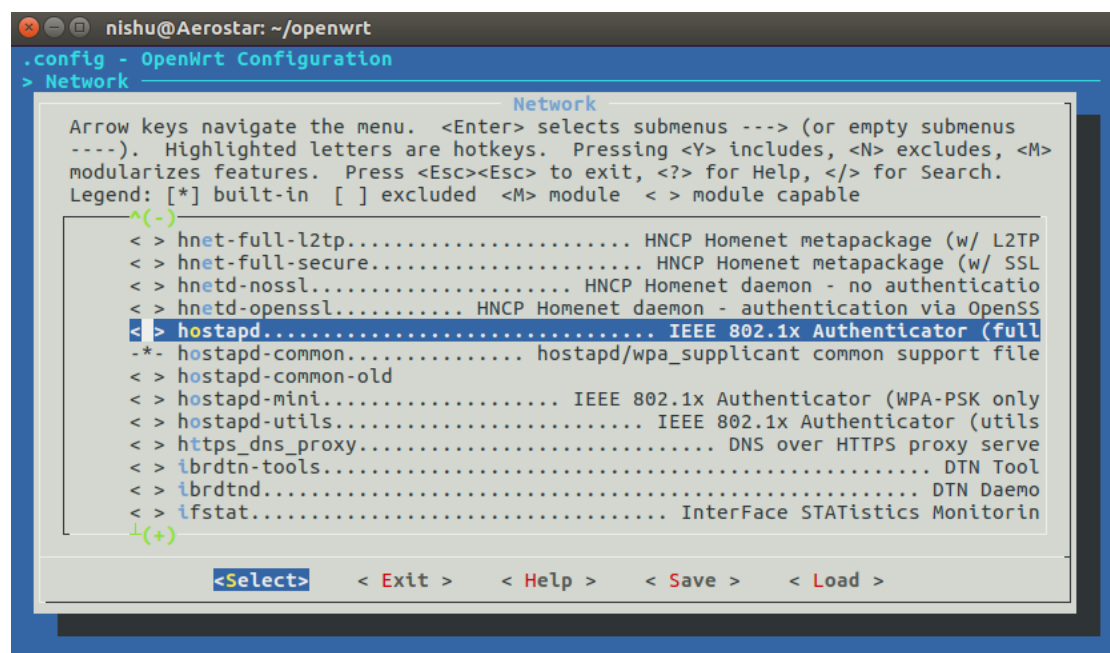 nishu@Aerostar: ~/openwrt
.config - OpenWrt Configuration
> Network
Network
Arrow keys navigate the menu.  <Enter> selects submenus ---> (or empty submenus
----).  Highlighted letters are hotkeys.  Pressing <Y> includes, <N> excludes, <M>
modularizes features.  Press <Esc><Esc> to exit, <?> for Help, </> for Search.
Legend: [*] built-in  [ ] excluded  <M> module  < > module capable
^(-)
< > hnet-full-l2tp........................ HNCP Homenet metapackage (w/ L2TP
< > hnet-full-secure....................... HNCP Homenet metapackage (w/ SSL
< > hnetd-nossl...................... HNCP Homenet daemon - no authenticatio
< > hnetd-openssl........... HNCP Homenet daemon - authentication via OpenSS
< > hostapd................................. IEEE 802.1x Authenticator (full
-*- hostapd-common............... hostapd/wpa_supplicant common support file
< > hostapd-common-old
< > hostapd-mini.................... IEEE 802.1x Authenticator (WPA-PSK only
< > hostapd-utils.......................... IEEE 802.1x Authenticator (utils
< > https_dns_proxy.............................. DNS over HTTPS proxy serve
< > ibrdtn-tools................................................... DTN Tool
< > ibrdtnd....................................................... DTN Daemo
< > ifstat................................... InterFace STATistics Monitorin
┴(+)
<Select>    < Exit >    < Help >    < Save >    < Load >